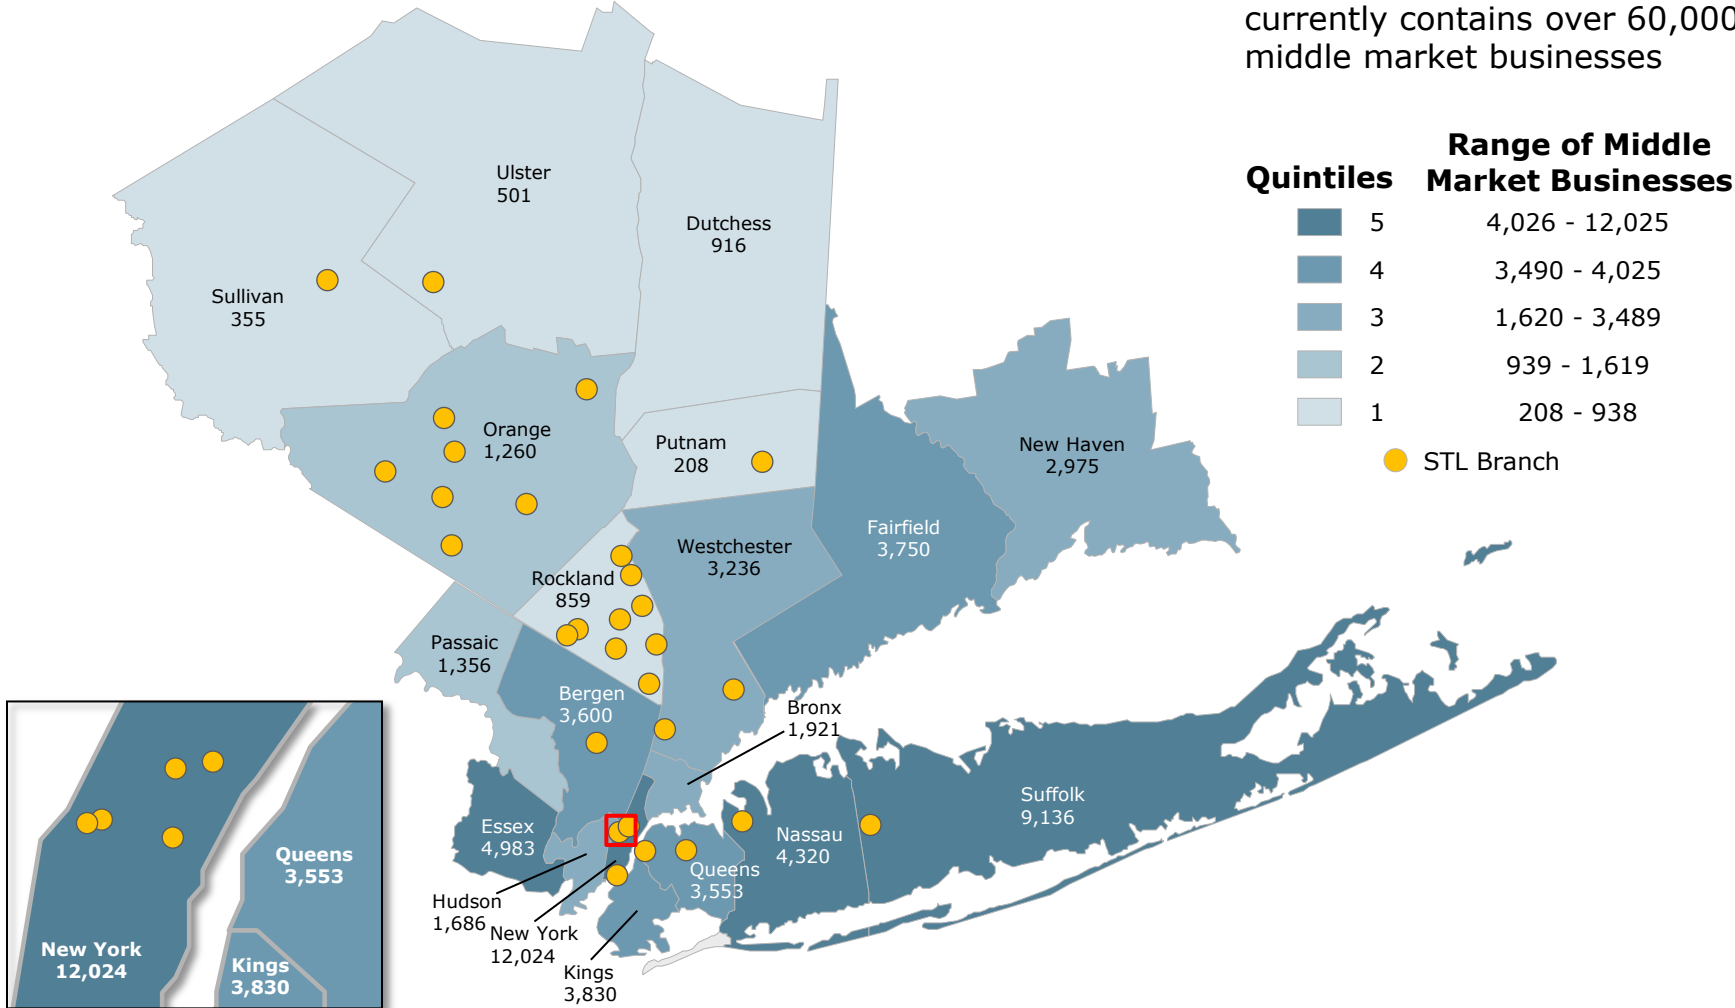 currently contains over 60,000
middle market businesses
Quintiles
Range of Middle
Market Businesses
5 4,026 - 12,025
4 3,490 - 4,025
3 1,620 - 3,489
2 939 - 1,619
1 208 - 938
STL Branch
Ulster
501
Dutchess
916
Sullivan
355
Orange
1,260
Putnam
208
New Haven
2,975
Fairfield
3,750
Westchester
3,236
Rockland
859
Passaic
1,356
Bergen
3,600
Bronx
1,921
Suffolk
9,136
Nassau
4,320
Essex
4,983
Queens
3,553
Hudson
1,686
New York
12,024
Kings
3,830
Queens
3,553
New York
12,024
Kings
3,830